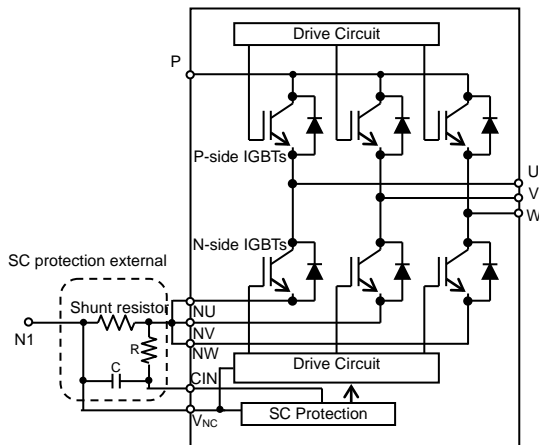 Drive Circuit
P
P-side IGBTs
U
V
W
N-side IGBTs
SC protection external
Shunt resistor
N1
NU
NV
NW
R
C
CIN
Drive Circuit
VNC
SC Protection